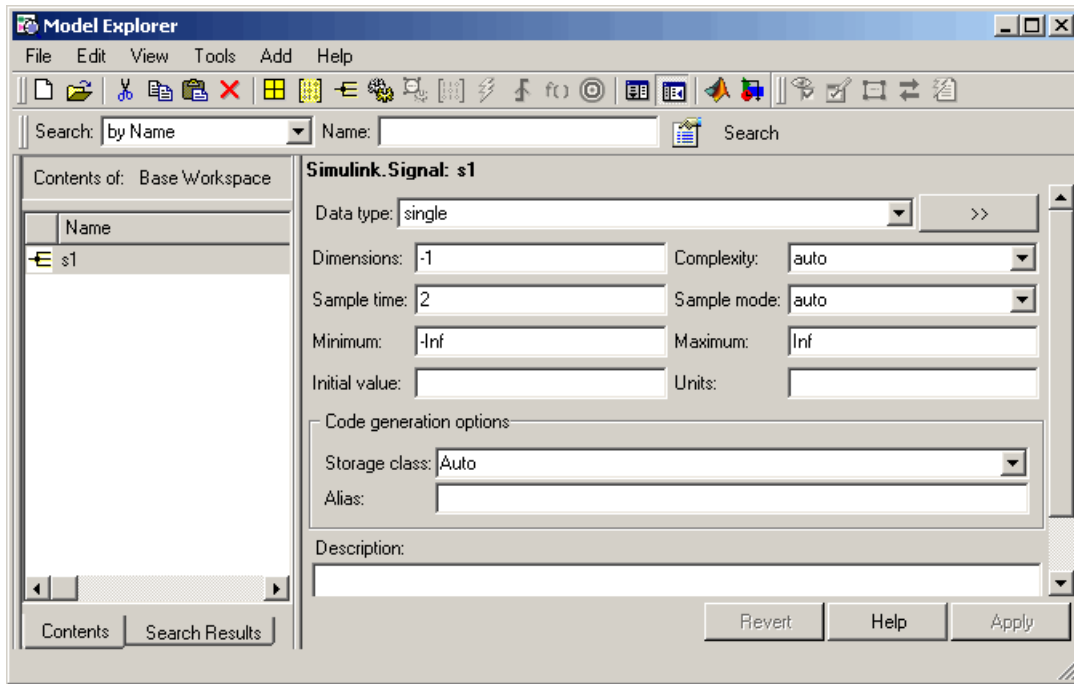 Model Explorer
File Edit View Tools Add Help
f()
Search: by Name Name: Search
Contents of: Base Workspace
Name
s1
Simulink.Signal: s1
Data type: single >>
Dimensions: -1 Complexity: auto
Sample time: 2 Sample mode: auto
Minimum: -Inf Maximum: Inf
Initial value: Units:
Code generation options
Storage class: Auto
Alias:
Description:
Contents Search Results
Revert Help Apply